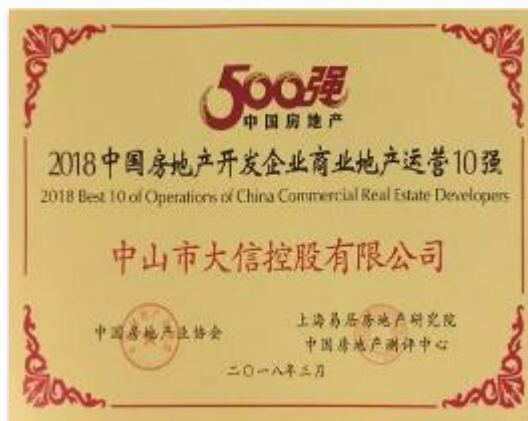 500强
中国房地产
2018中国房地产开发企业商业地产运营10强
2018 Best 10 of Operations of China Commercial Real Estate Developers
中山市大信控股有限公司
中国房地产业协会
上海易居房地产研究院
中国房地产测评中心
二〇一八年三月